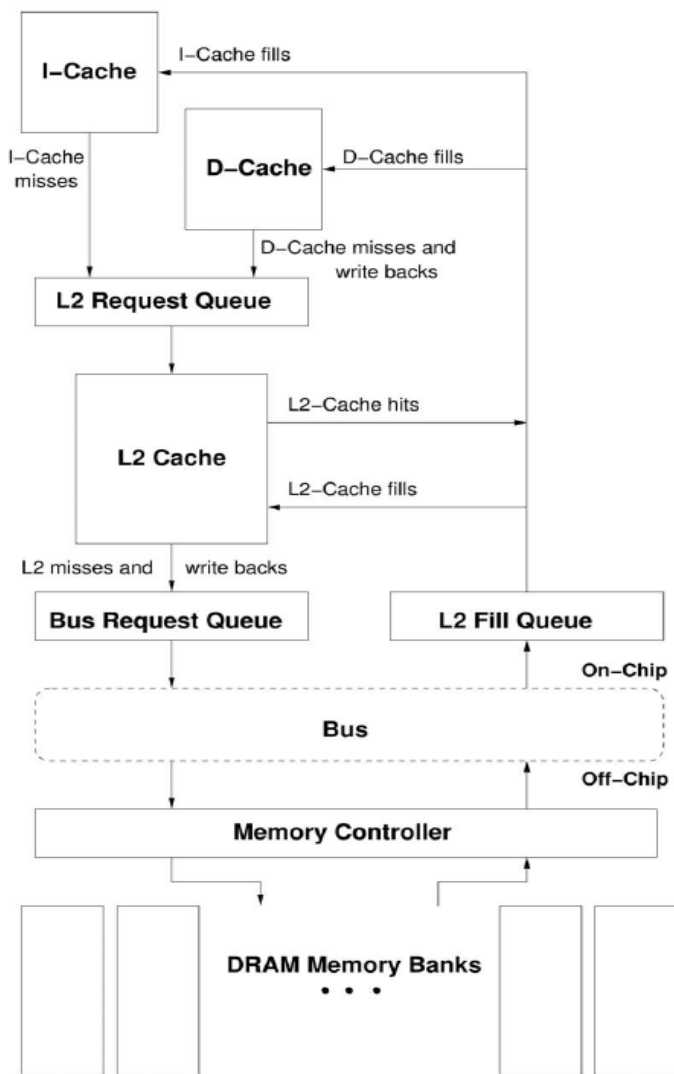 I–Cache fills
I–Cache
I–Cache
misses
D–Cache
D–Cache fills
D–Cache misses and
write backs
L2 Request Queue
L2 Cache
L2–Cache hits
L2–Cache fills
L2 misses and write backs
Bus Request Queue
L2 Fill Queue
On–Chip
Bus
Off–Chip
Memory Controller
DRAM Memory Banks
• • •